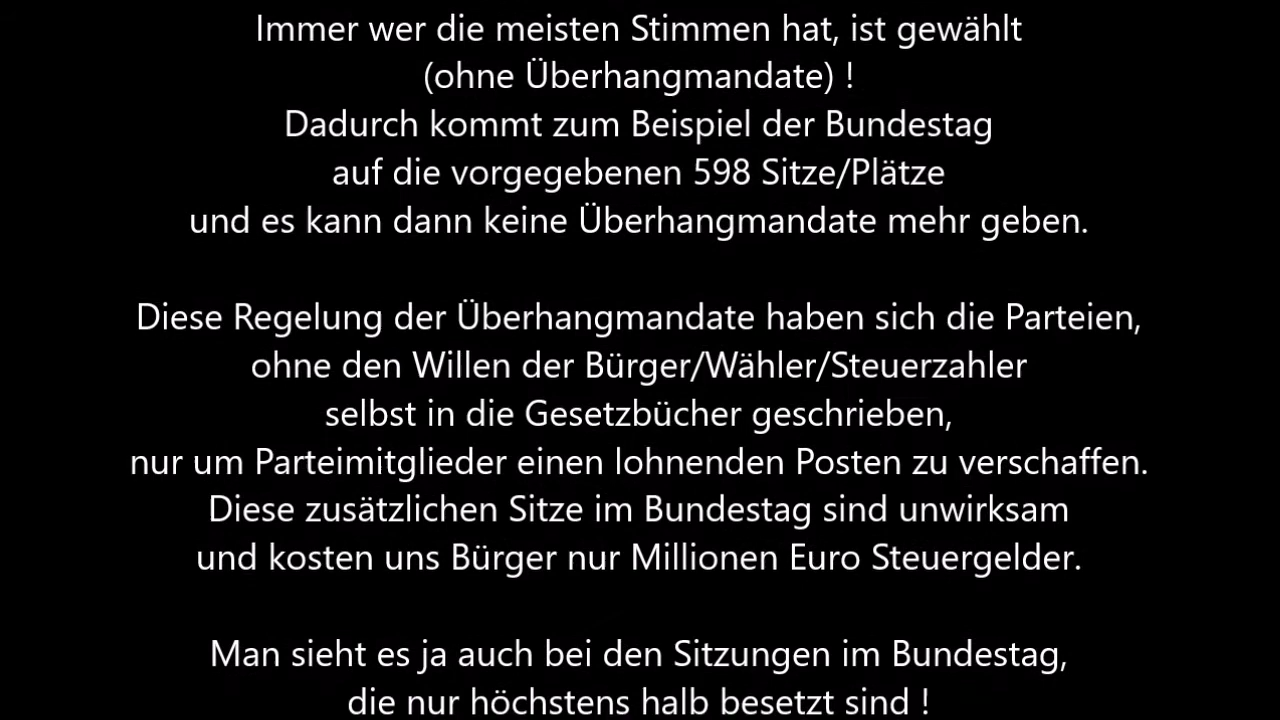 Immer wer die meisten Stimmen hat, ist gewählt
(ohne Überhangmandate) !
Dadurch kommt zum Beispiel der Bundestag
auf die vorgegebenen 598 Sitze/Plätze
und es kann dann keine Überhangmandate mehr geben.
Diese Regelung der Überhangmandate haben sich die Parteien,
ohne den Willen der Bürger/Wähler/Steuerzahler
selbst in die Gesetzbücher geschrieben,
nur um Parteimitglieder einen lohnenden Posten zu verschaffen.
Diese zusätzlichen Sitze im Bundestag sind unwirksam
und kosten uns Bürger nur Millionen Euro Steuergelder.
Man sieht es ja auch bei den Sitzungen im Bundestag,
die nur höchstens halb besetzt sind !